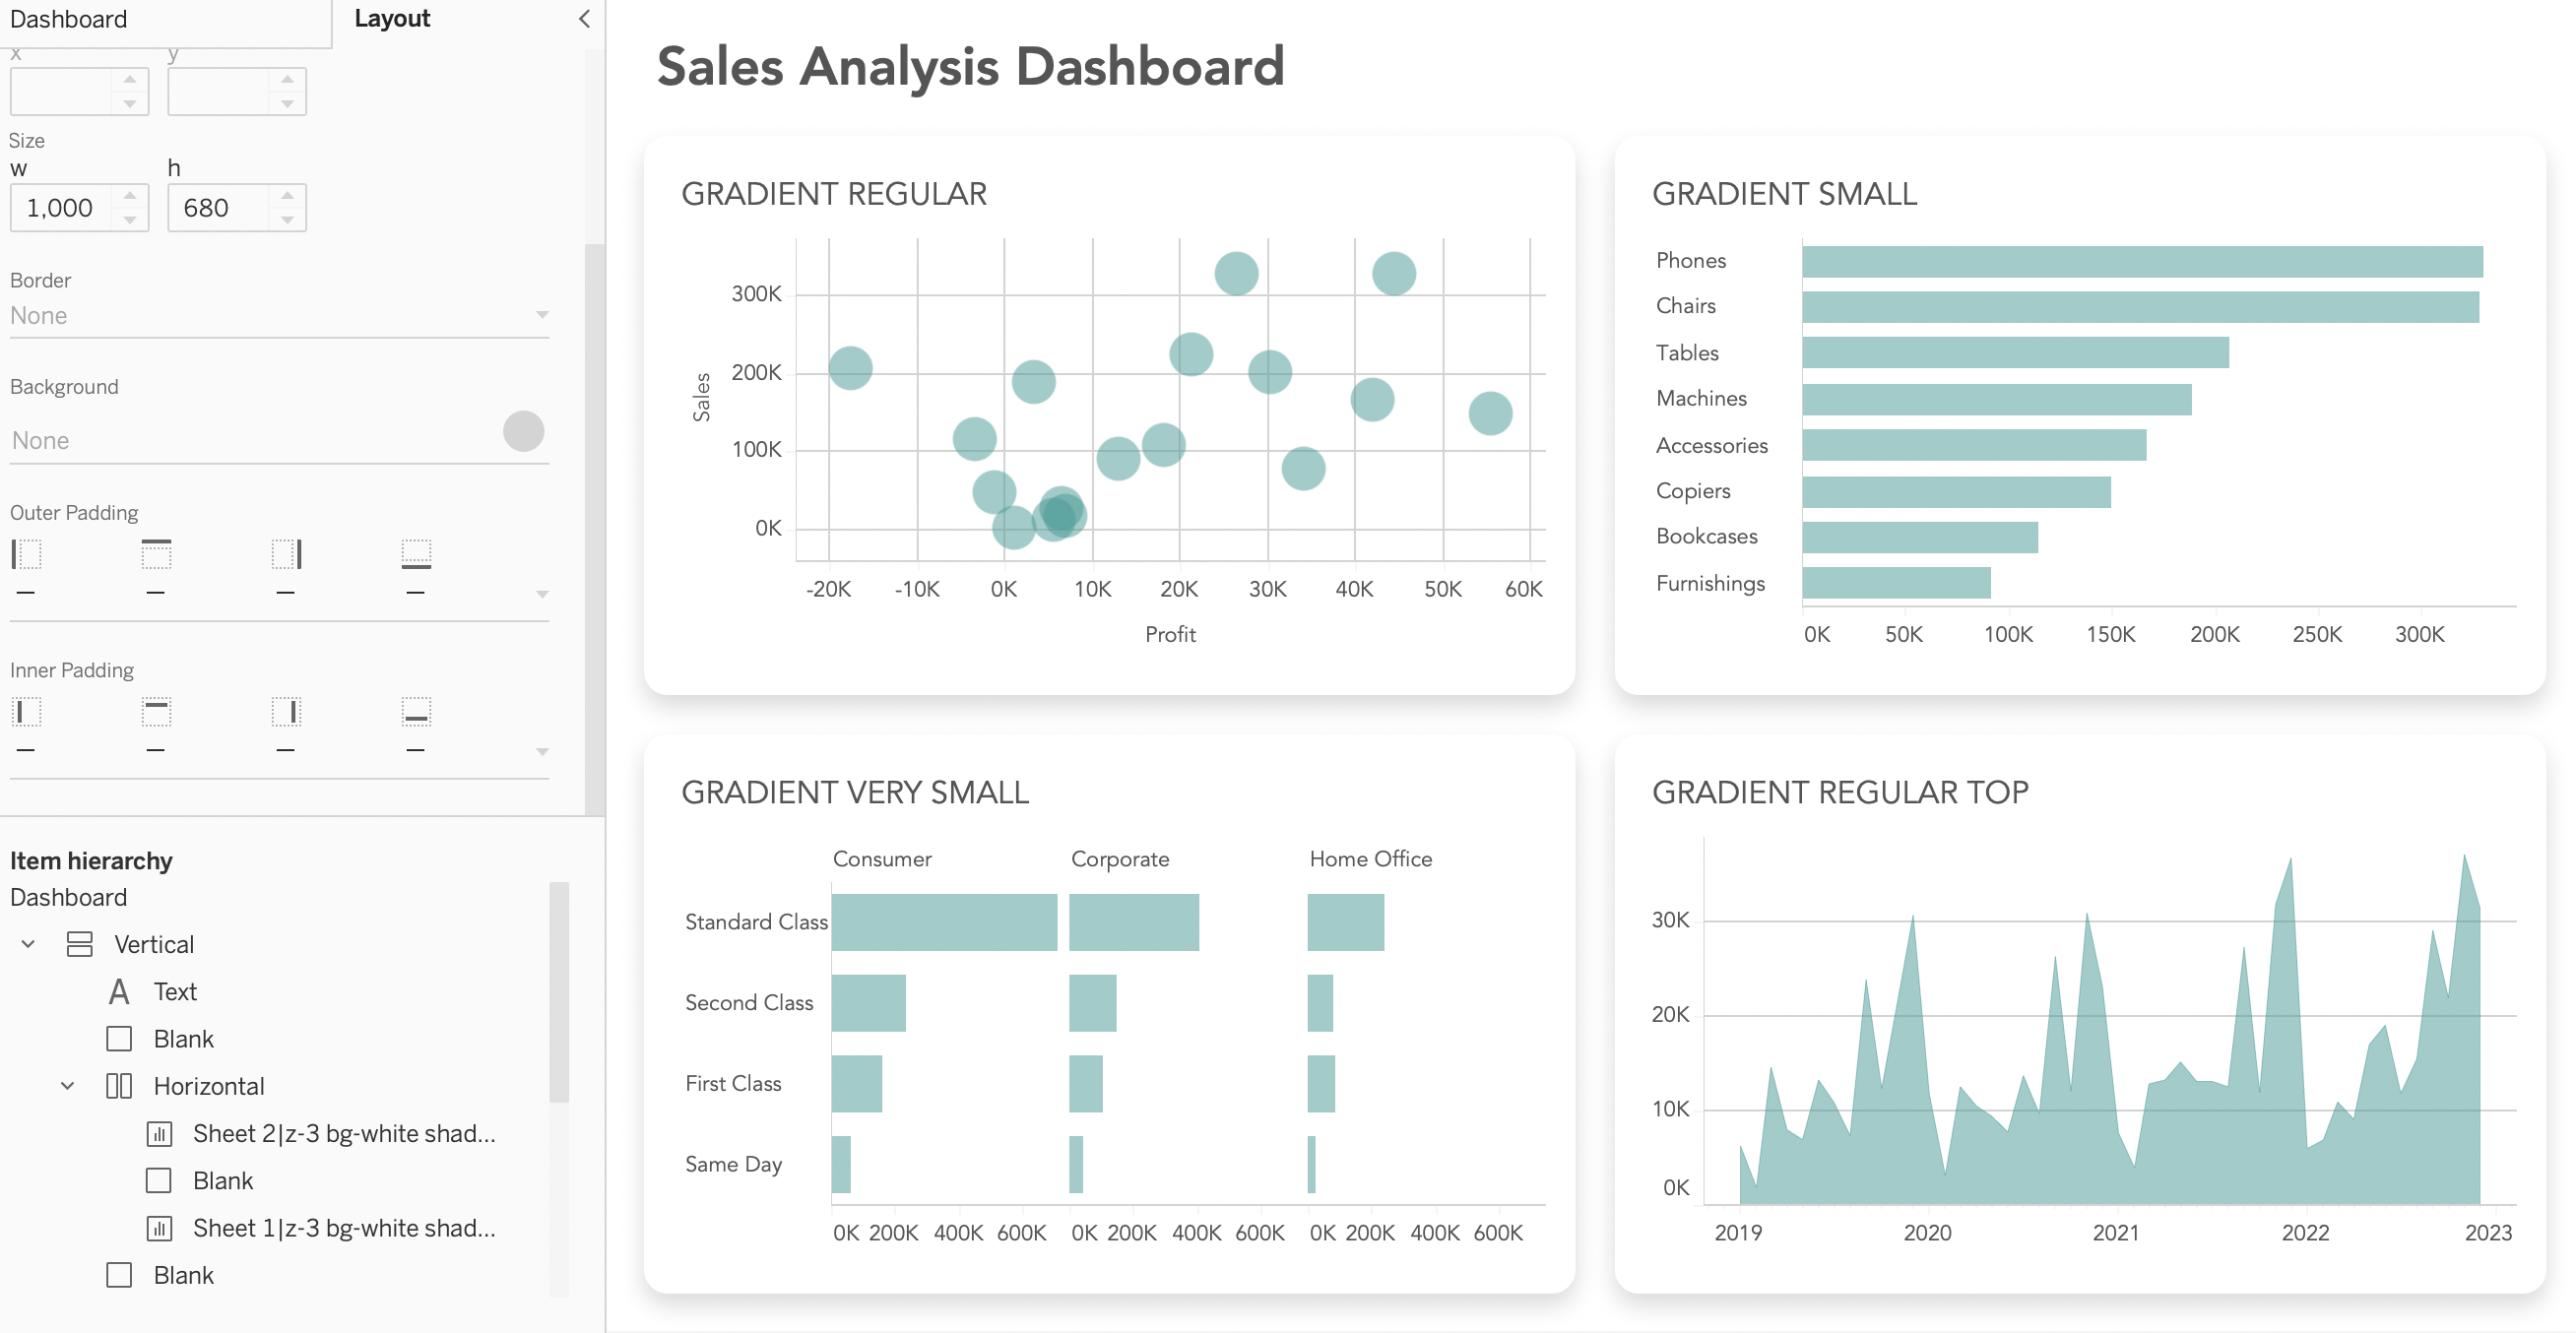 Dashboard
Layout
x
y
Size
w
h
1,000
680
Border
None
Background
None
Outer Padding
Inner Padding
Item hierarchy
Dashboard
Vertical
Text
Blank
Horizontal
Sheet 2|z-3 bg-white shad...
Blank
Sheet 1|z-3 bg-white shad...
Blank
Sales Analysis Dashboard
GRADIENT REGULAR
300K
200K
100K
0K
Sales
-20K -10K 0K 10K 20K 30K 40K 50K 60K
Profit
GRADIENT SMALL
Phones
Chairs
Tables
Machines
Accessories
Copiers
Bookcases
Furnishings
0K 50K 100K 150K 200K 250K 300K
GRADIENT VERY SMALL
Consumer Corporate Home Office
Standard Class
Second Class
First Class
Same Day
0K 200K 400K 600K 0K 200K 400K 600K 0K 200K 400K 600K
GRADIENT REGULAR TOP
30K
20K
10K
0K
2019 2020 2021 2022 2023